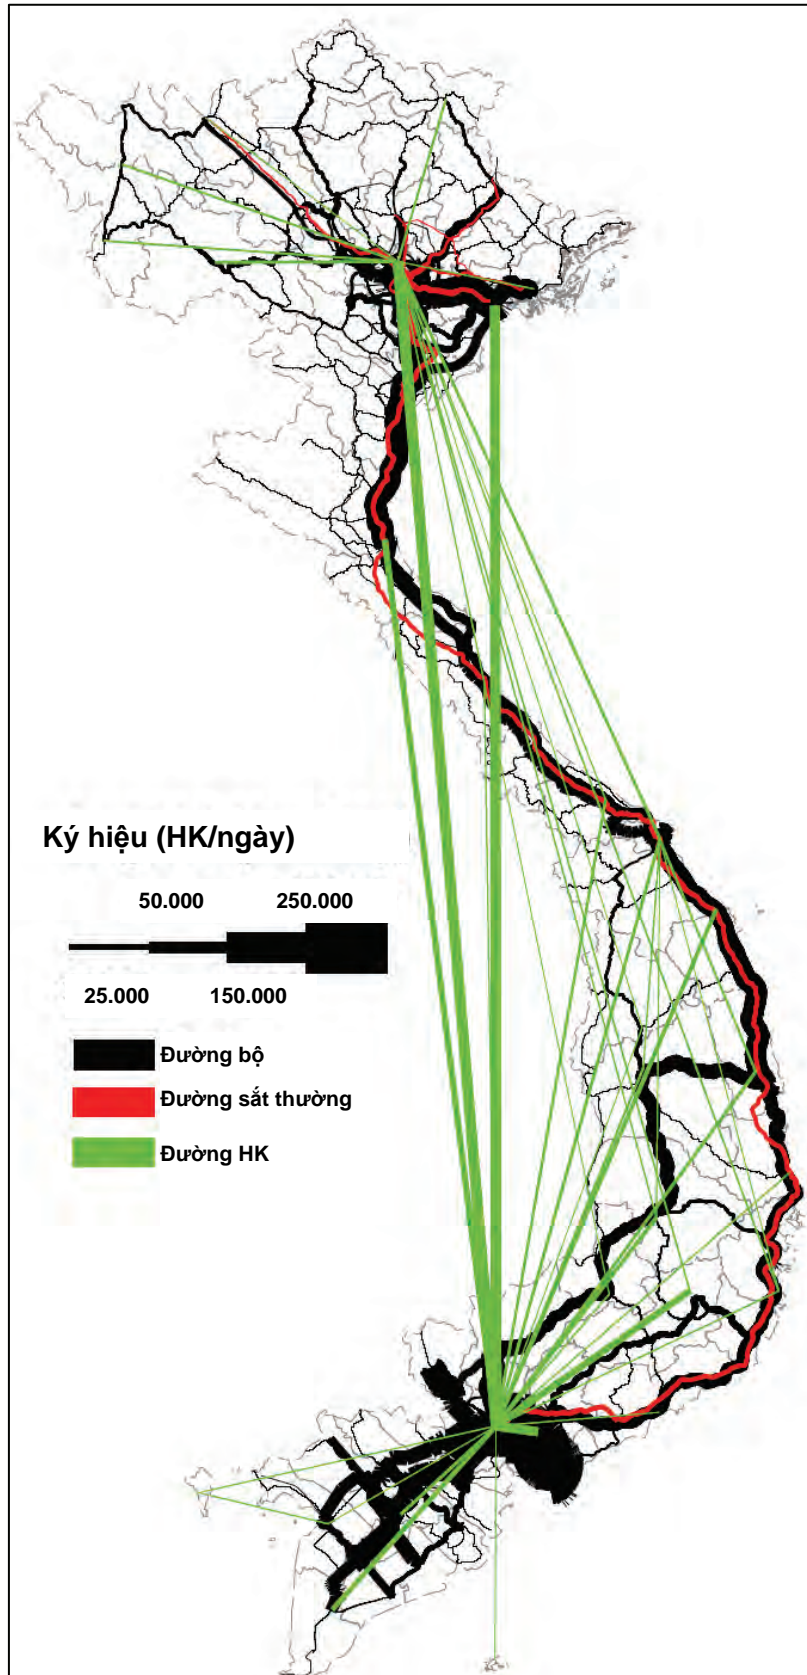 Ký hiệu (HK/ngày)
50.000 250.000
25.000 150.000
Đường bộ
Đường sắt thường
Đường HK